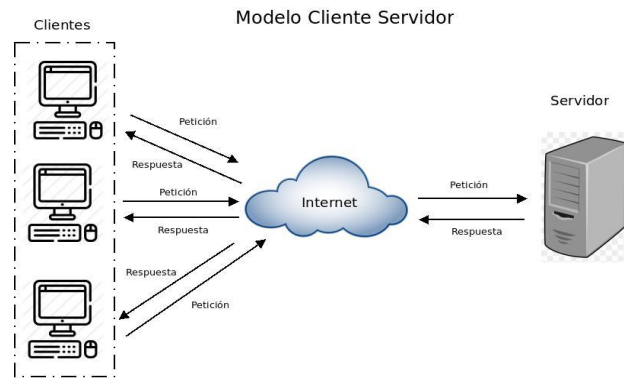 Modelo Cliente Servidor
Clientes
Petición
Respuesta
Petición
Respuesta
Respuesta
Petición
Internet
Petición
Respuesta
Servidor